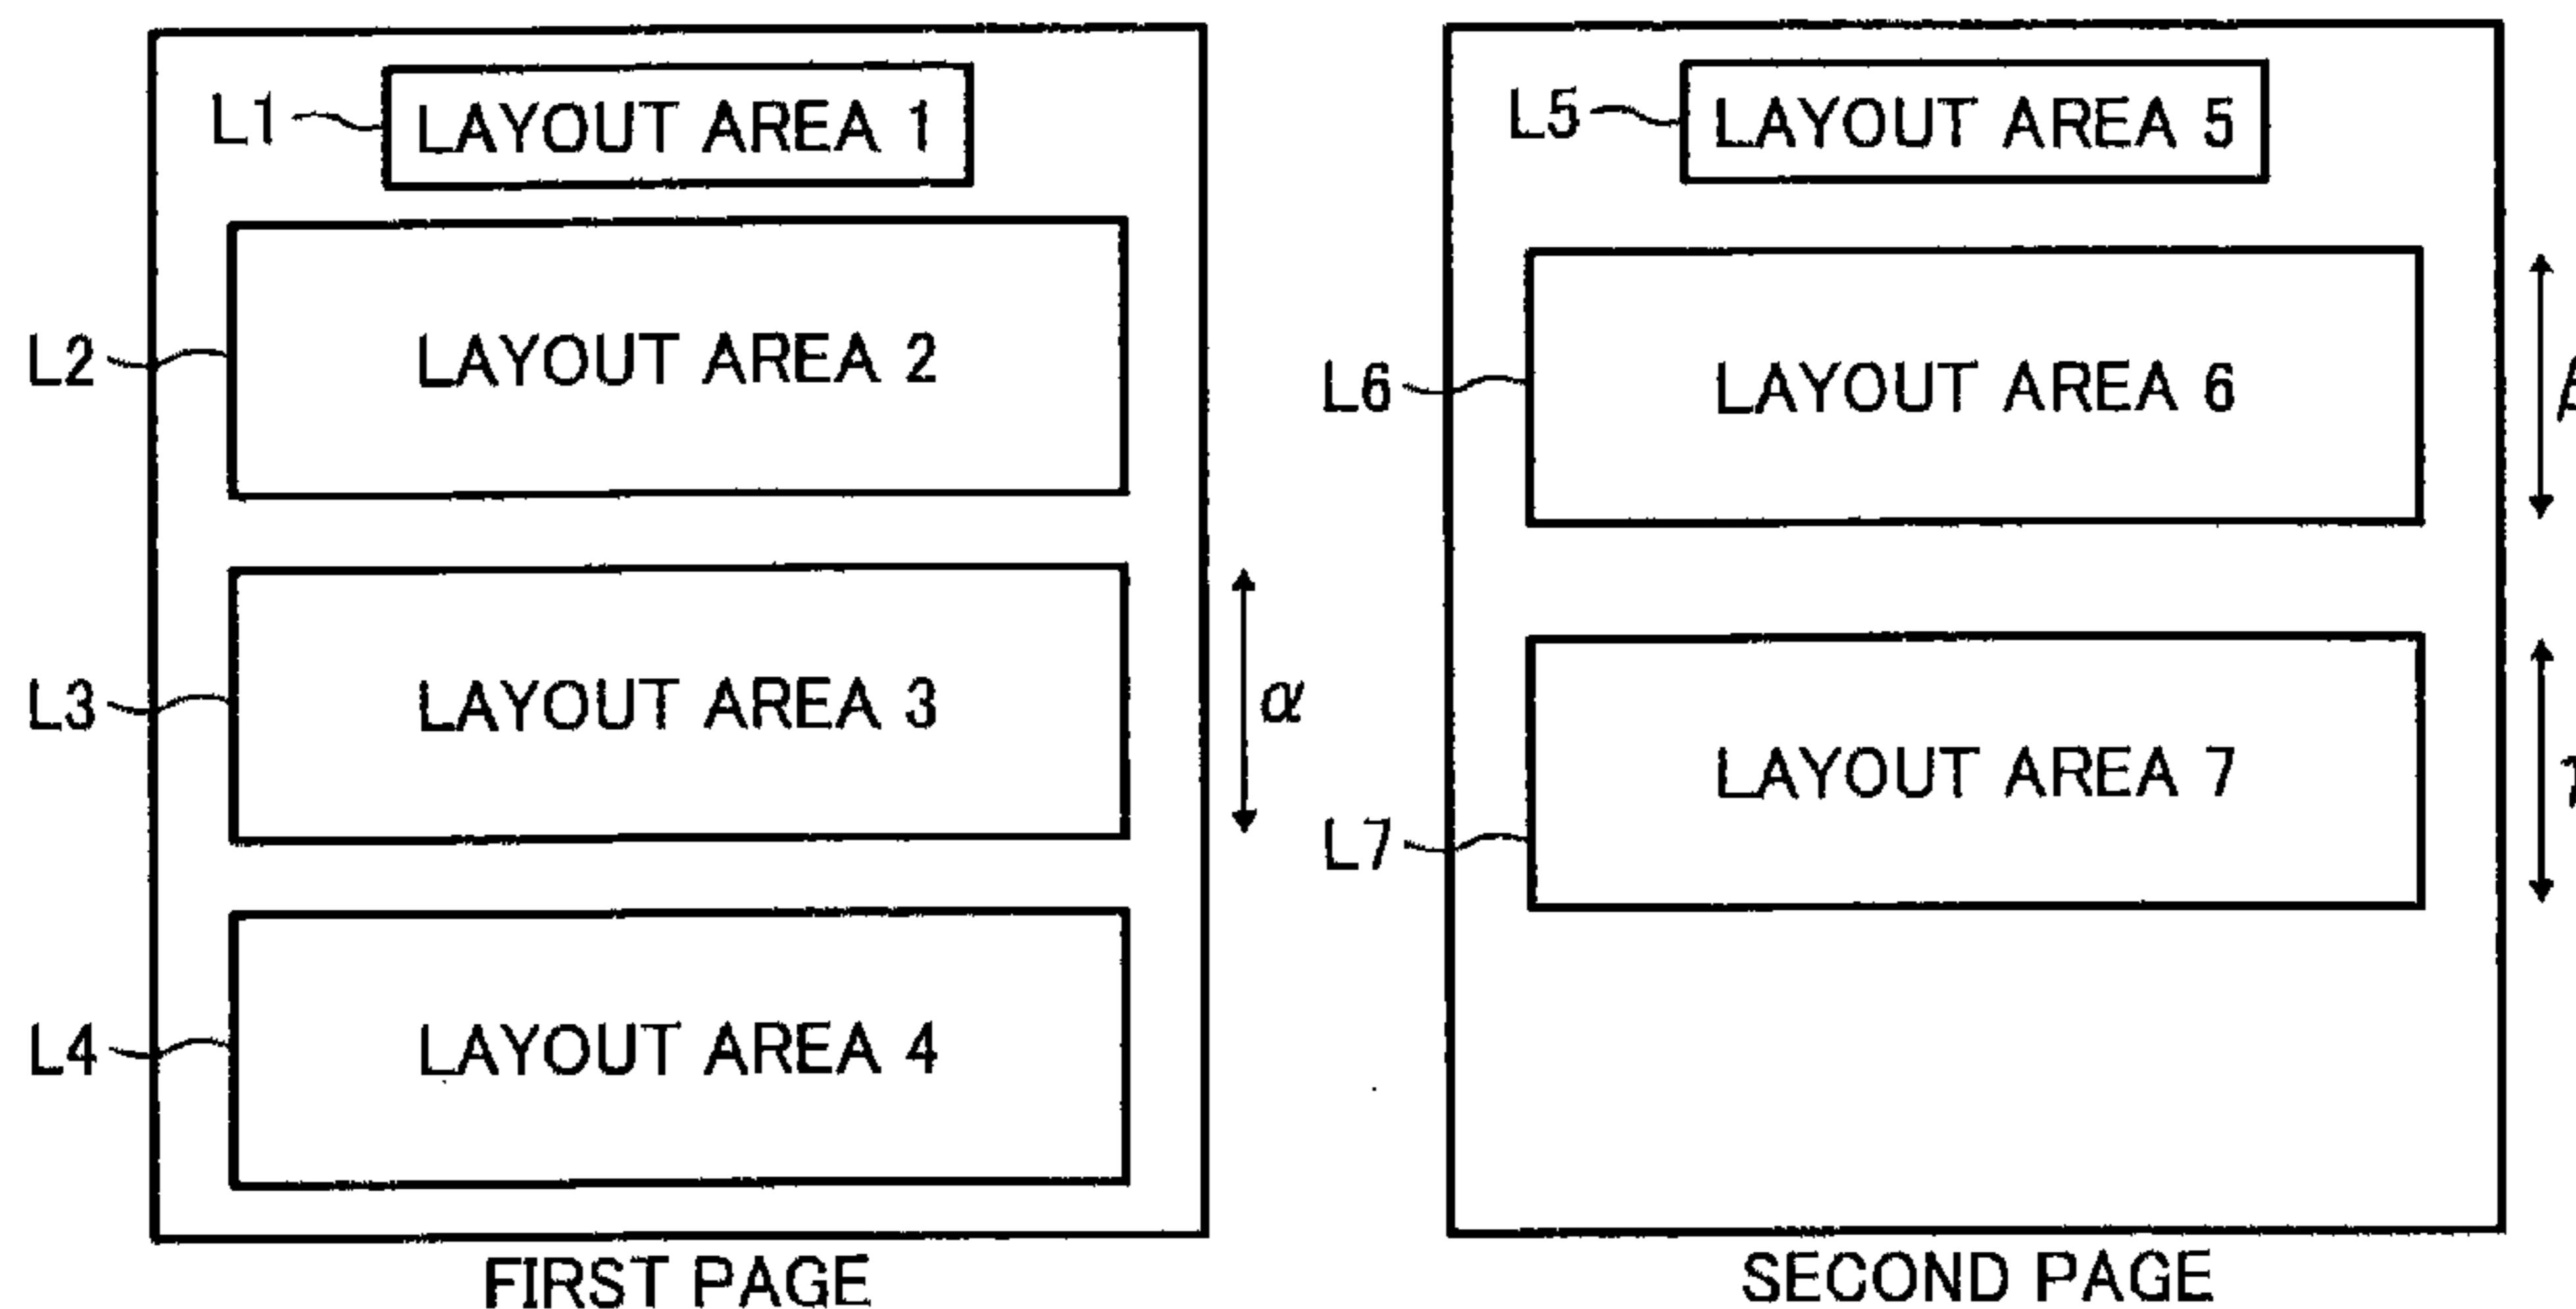 L1 LAYOUT AREA 1
L2 LAYOUT AREA 2
L3 LAYOUT AREA 3
α
L4 LAYOUT AREA 4
FIRST PAGE
L5 LAYOUT AREA 5
L6 LAYOUT AREA 6
L7 LAYOUT AREA 7
SECOND PAGE